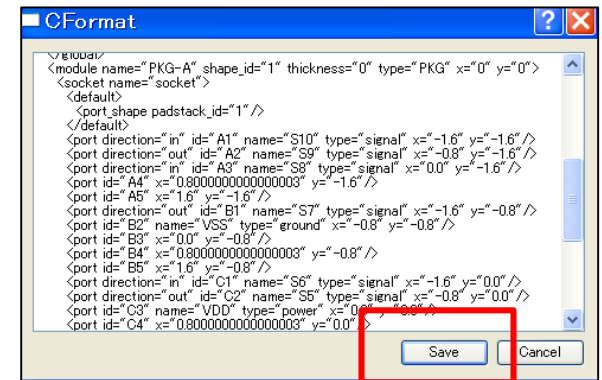 CFormat
</global>
<module name="PKG-A" shape_id="1" thickness="0" type="PKG" x="0" y="0">
<socket name="socket">
<default>
<port_shape padstack_id="1"/>
</default>
<port direction="in" id="A1" name="S10" type="signal" x="-1.6" y="-1.6"/>
<port direction="out" id="A2" name="S9" type="signal" x="-0.8" y="-1.6"/>
<port direction="in" id="A3" name="S8" type="signal" x="0.0" y="-1.6"/>
<port id="A4" x="0.8000000000000003" y="-1.6"/>
<port id="A5" x="1.6" y="-1.6"/>
<port direction="out" id="B1" name="S7" type="signal" x="-1.6" y="-0.8"/>
<port id="B2" name="VSS" type="ground" x="-0.8" y="-0.8"/>
<port id="B3" x="0.0" y="-0.8"/>
<port id="B4" x="0.8000000000000003" y="-0.8"/>
<port id="B5" x="1.6" y="-0.8"/>
<port direction="in" id="C1" name="S6" type="signal" x="-1.6" y="0.0"/>
<port direction="out" id="C2" name="S5" type="signal" x="-0.8" y="0.0"/>
<port id="C3" name="VDD" type="power" x="0.0" y="0.0"/>
<port id="C4" x="0.8000000000000003" y="0.0"/>
Save Cancel